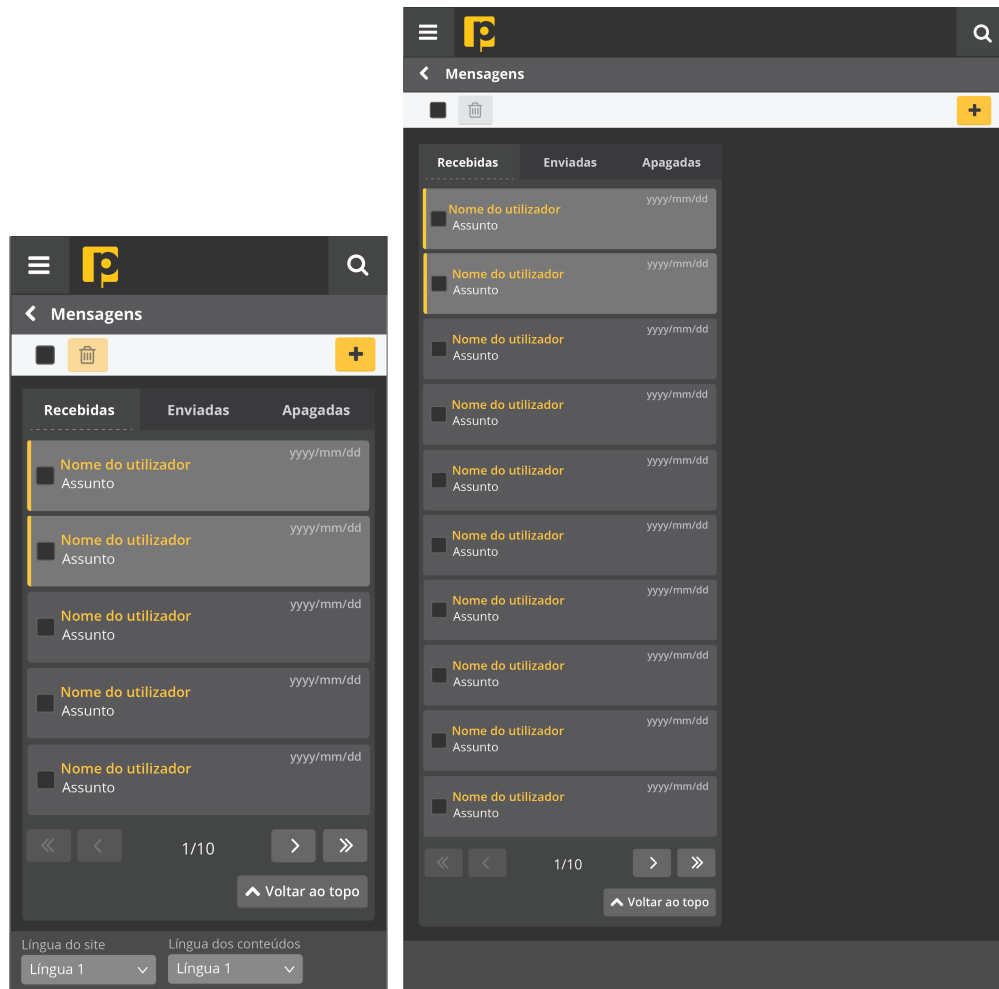 Mensagens
Recebidas Enviadas Apagadas
yyyy/mm/dd
Nome do utilizador
Assunto
yyyy/mm/dd
Nome do utilizador
Assunto
yyyy/mm/dd
Nome do utilizador
Assunto
yyyy/mm/dd
Nome do utilizador
Assunto
yyyy/mm/dd
Nome do utilizador
Assunto
1/10
Voltar ao topo
Língua do site Língua dos conteúdos
Língua 1 Língua 1
Mensagens
Recebidas Enviadas Apagadas
yyyy/mm/dd
Nome do utilizador
Assunto
yyyy/mm/dd
Nome do utilizador
Assunto
yyyy/mm/dd
Nome do utilizador
Assunto
yyyy/mm/dd
Nome do utilizador
Assunto
yyyy/mm/dd
Nome do utilizador
Assunto
yyyy/mm/dd
Nome do utilizador
Assunto
yyyy/mm/dd
Nome do utilizador
Assunto
yyyy/mm/dd
Nome do utilizador
Assunto
yyyy/mm/dd
Nome do utilizador
Assunto
yyyy/mm/dd
Nome do utilizador
Assunto
1/10
Voltar ao topo